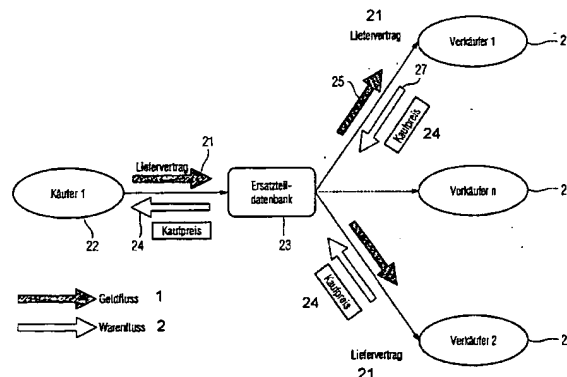 21
Liefervertrag
Verkäufer 1
2
25
27
Kaufpreis
24
21
Liefervertrag
Käufer 1
22
24
Kaufpreis
Ersatzteil-
datenbank
23
Verkäufer n
2
Geldfluss 1
Warenfluss 2
24
Kaufpreis
Verkäufer 2
2
Liefervertrag
21